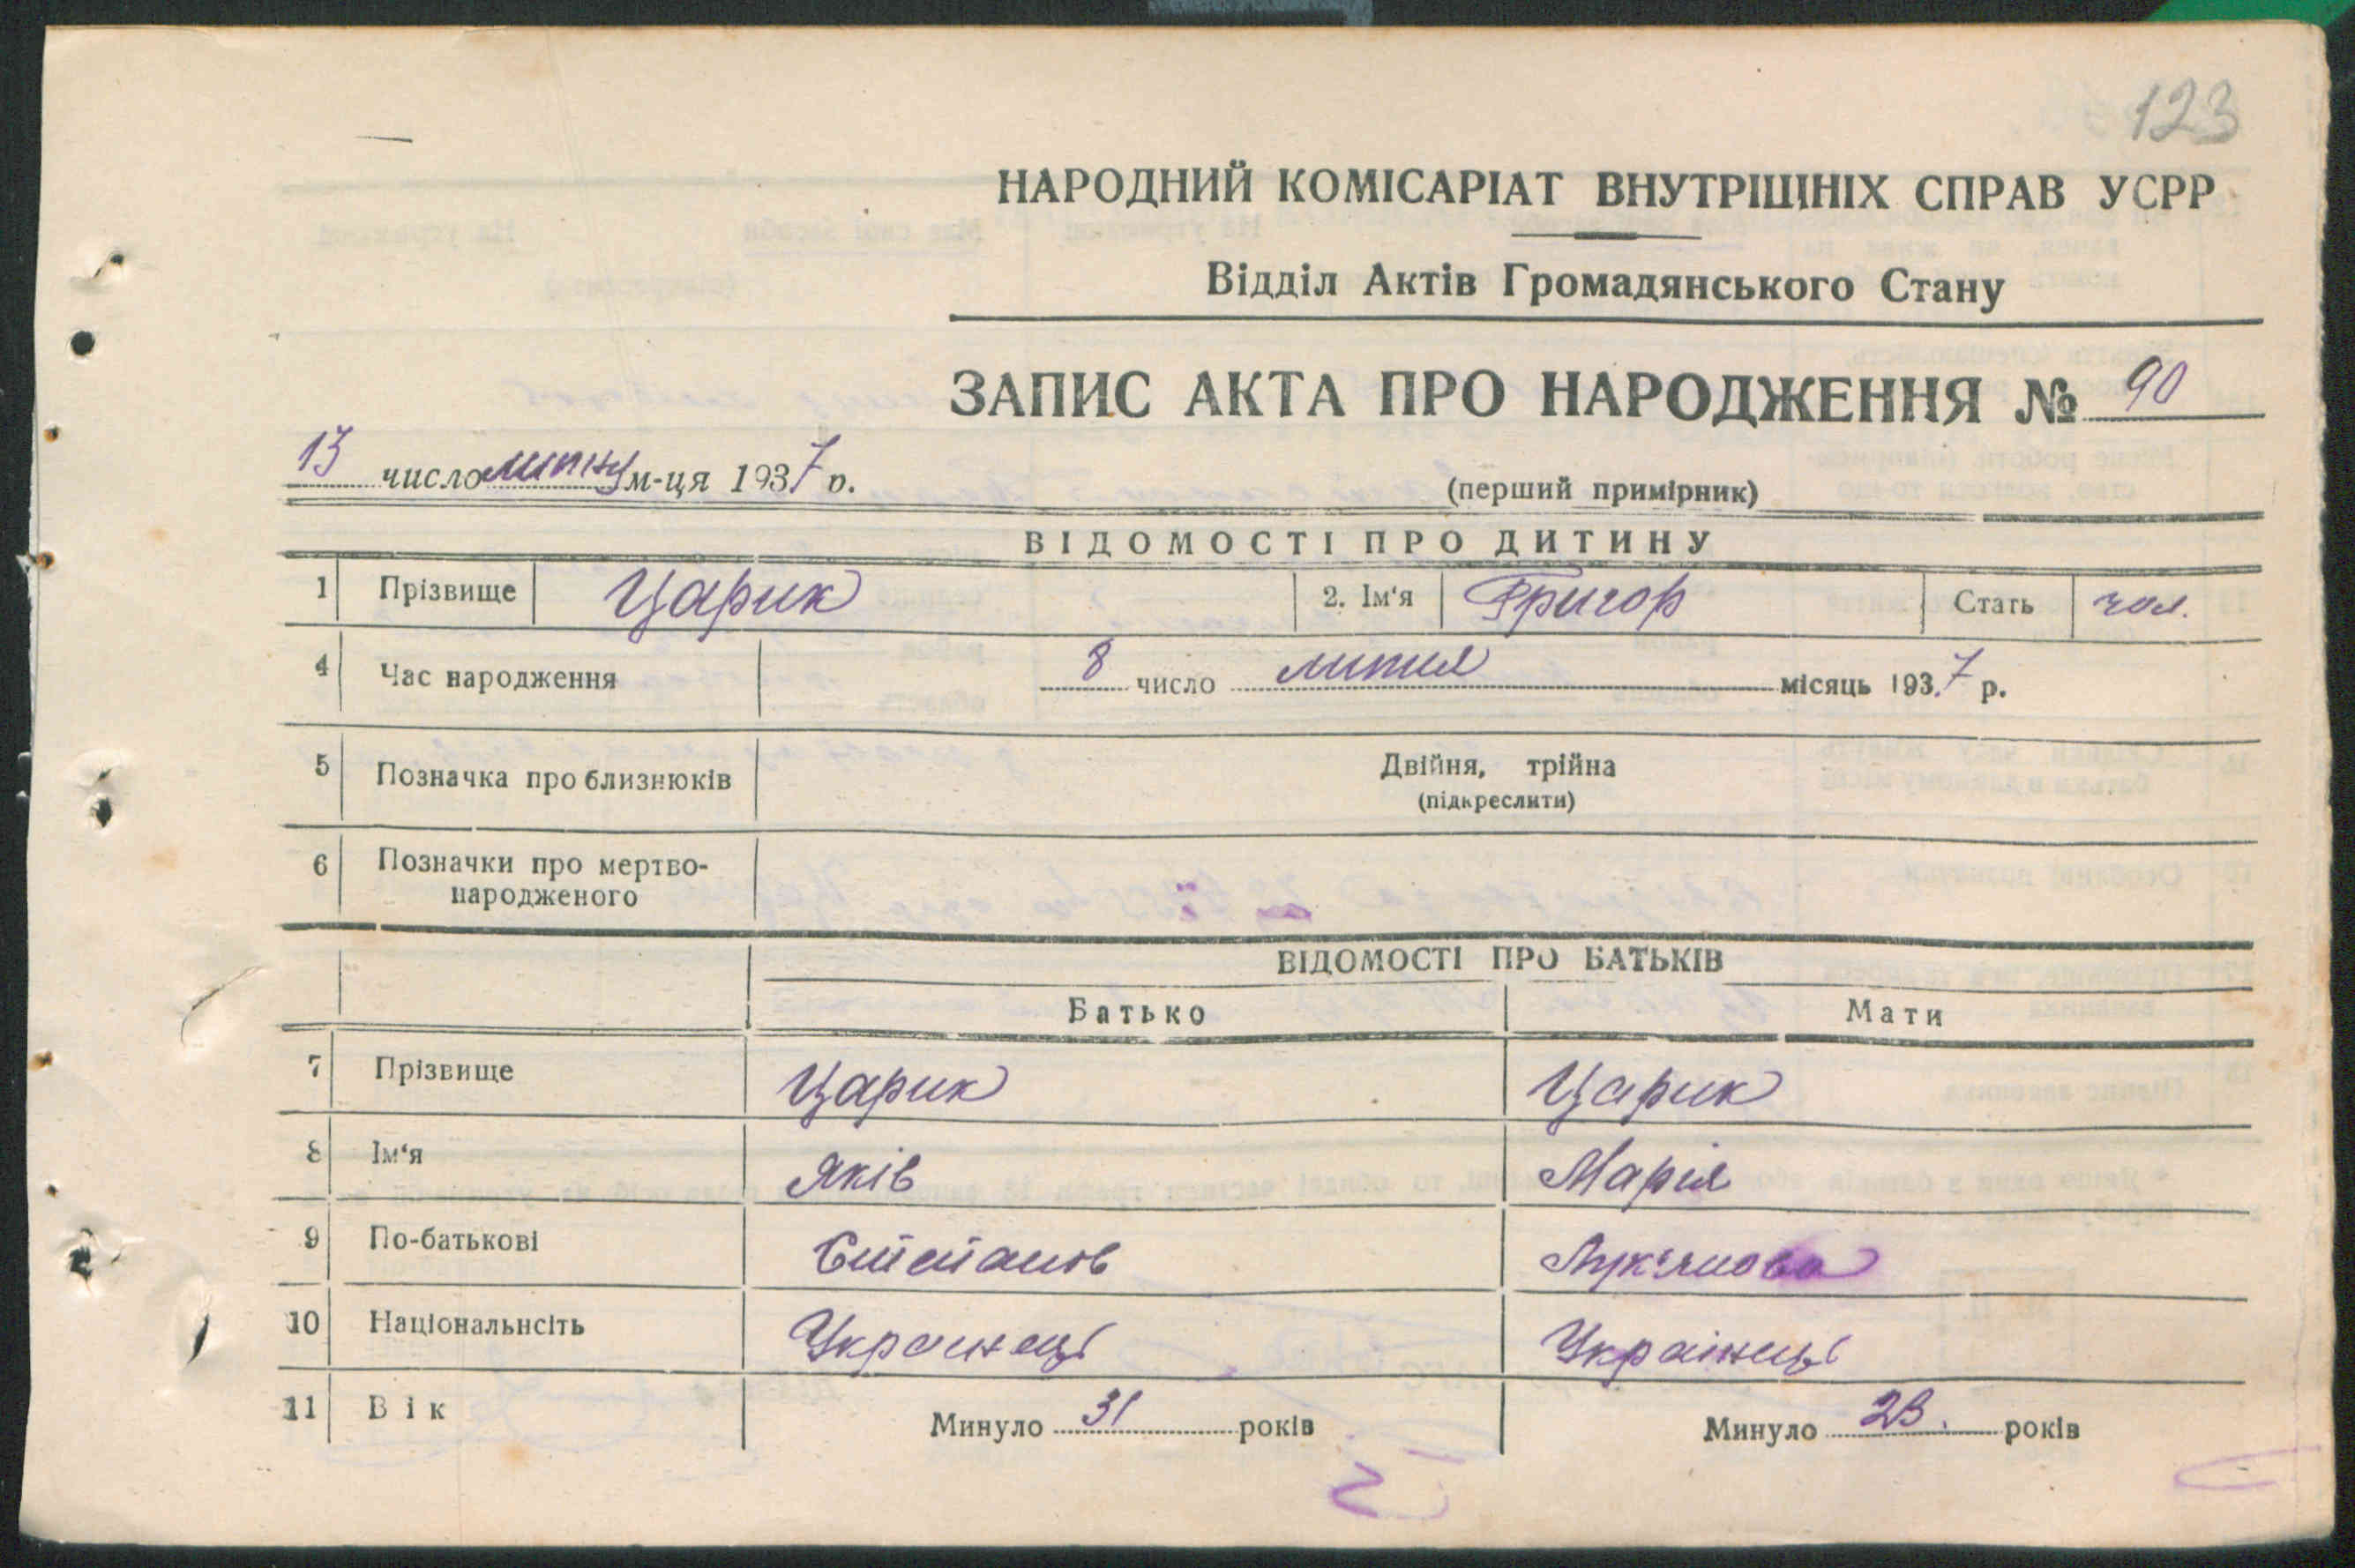 123
НАРОДНИЙ КОМІСАРІАТ ВНУТРІШНІХ СПРАВ УСРР
Відділ Актів Громадянського Стану
ЗАПИС АКТА ПРО НАРОДЖЕННЯ № 90
13 число липня м-ця 1937 р.
(перший примірник)
ВІДОМОСТІ ПРО ДИТИНУ
1 Прізвище Царик 2. Ім'я Григор Стать чол.
4 Час народження 8 число липня місяць 1937 р.
5 Позначка про близнюків Двійня, трійна
(підкреслити)
6 Позначки про мертво-
народженого
ВІДОМОСТІ ПРО БАТЬКІВ
Батько Мати
7 Прізвище Царик Царик
8 Ім'я Яків Марія
9 По-батькові Степанов Лук'янова
10 Національнсіть Українець Українець
11 Вік Минуло 31 років Минуло 23. років